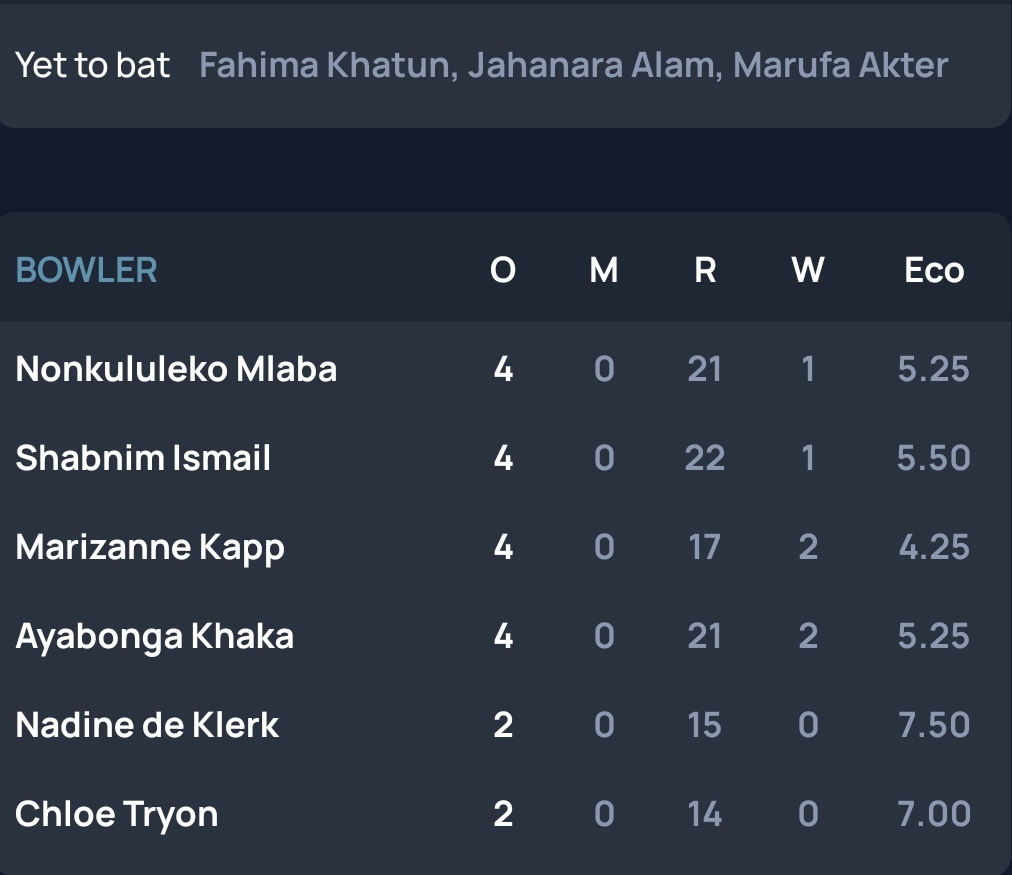 Yet to bat Fahima Khatun, Jahanara Alam, Marufa Akter
BOWLER O M R W Eco
Nonkululeko Mlaba 4 0 21 1 5.25
Shabnim Ismail 4 0 22 1 5.50
Marizanne Kapp 4 0 17 2 4.25
Ayabonga Khaka 4 0 21 2 5.25
Nadine de Klerk 2 0 15 0 7.50
Chloe Tryon 2 0 14 0 7.00